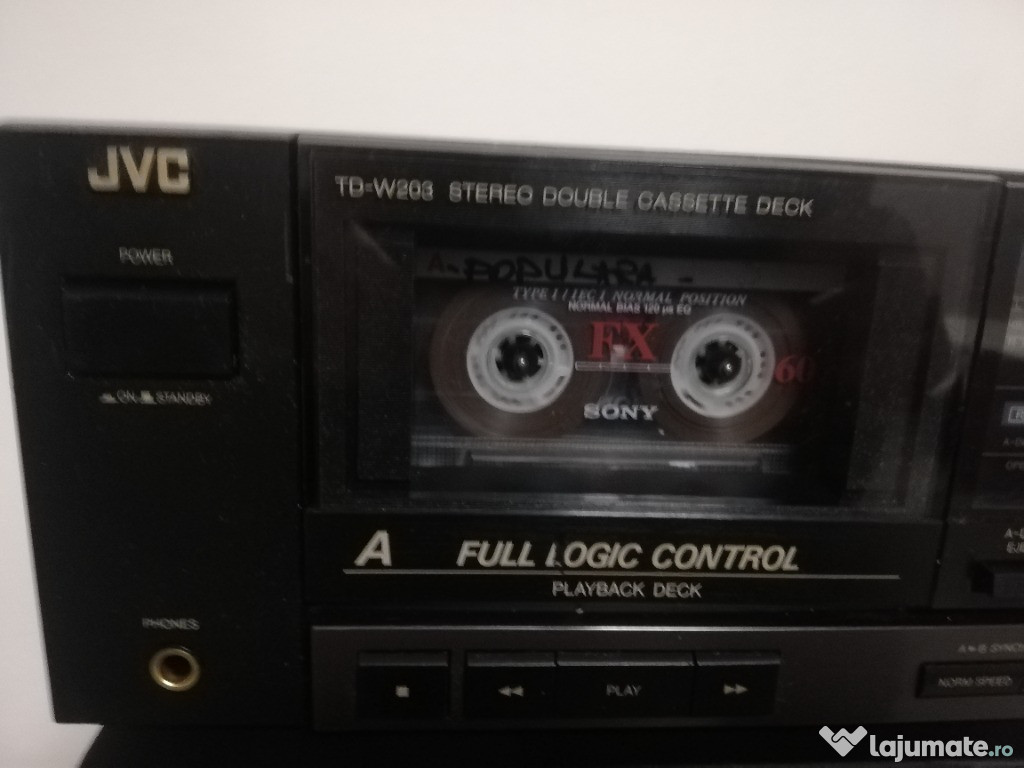 JVC
TD-W203 STEREO DOUBLE CASSETTE DECK
POWER
ON STANDBY
A- POPULARA -
TYPE I / IEC I NORMAL POSITION
NORMAL BIAS 120 µs EQ
FX
60
SONY
A FULL LOGIC CONTROL
PLAYBACK DECK
PHONES
PLAY
NORM SPEED
lajumate.ro